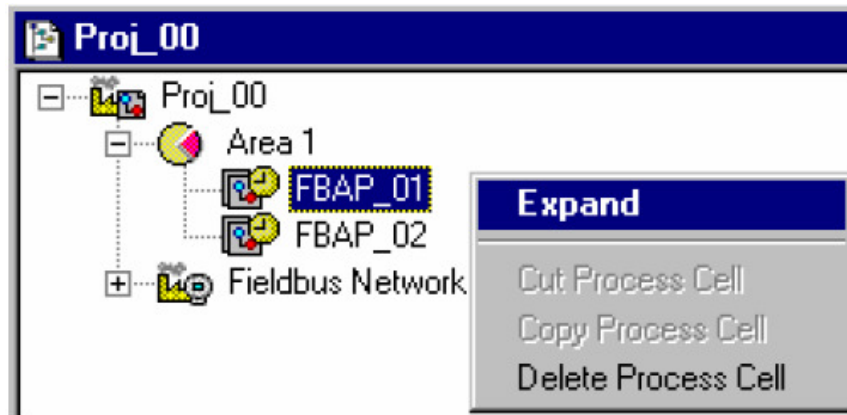 Proj_00
Proj_00
Area 1
FBAP_01
FBAP_02
Fieldbus Network
Expand
Cut Process Cell
Copy Process Cell
Delete Process Cell